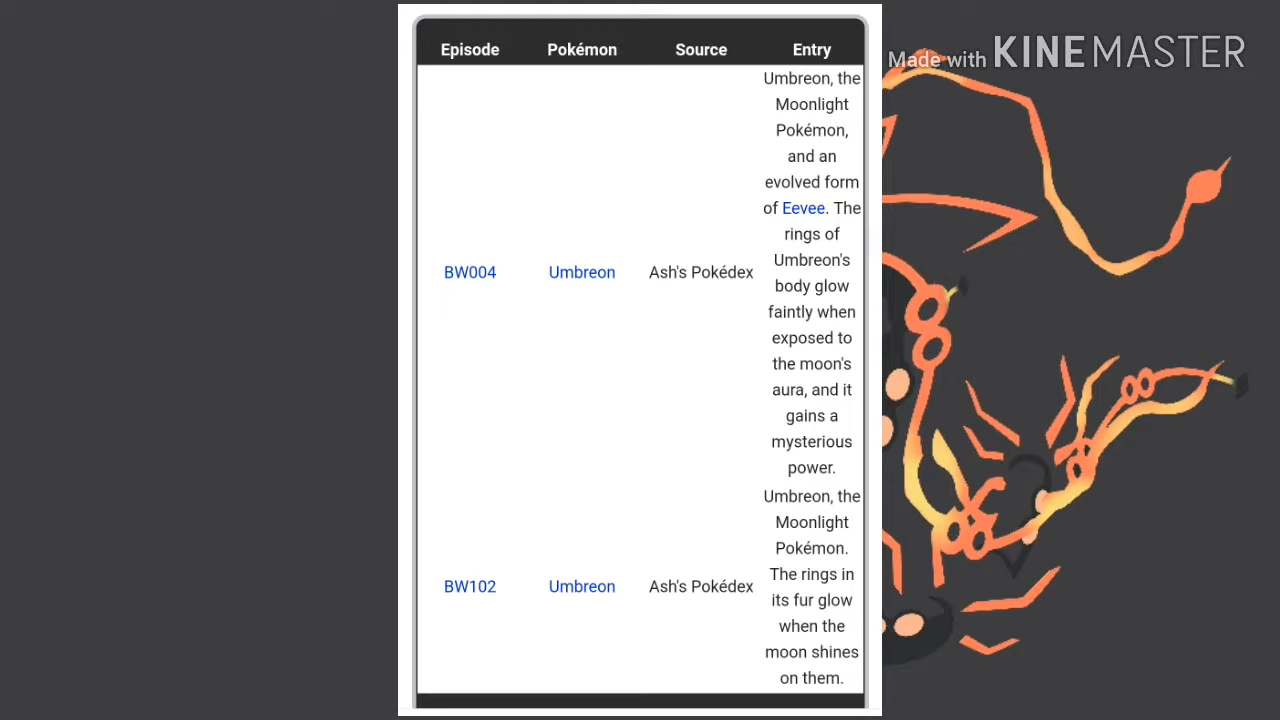 Made with KINEMASTER
Episode Pokémon Source Entry
BW004 Umbreon Ash's Pokédex
Umbreon, the
Moonlight
Pokémon,
and an
evolved form
of Eevee. The
rings of
Umbreon's
body glow
faintly when
exposed to
the moon's
aura, and it
gains a
mysterious
power.
BW102 Umbreon Ash's Pokédex
Umbreon, the
Moonlight
Pokémon.
The rings in
its fur glow
when the
moon shines
on them.